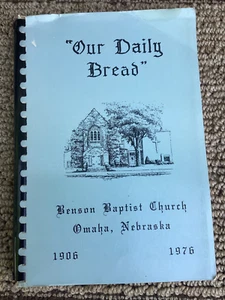 "Our Daily
Bread"
Benson Baptist Church
Omaha, Nebraska
1906 1976